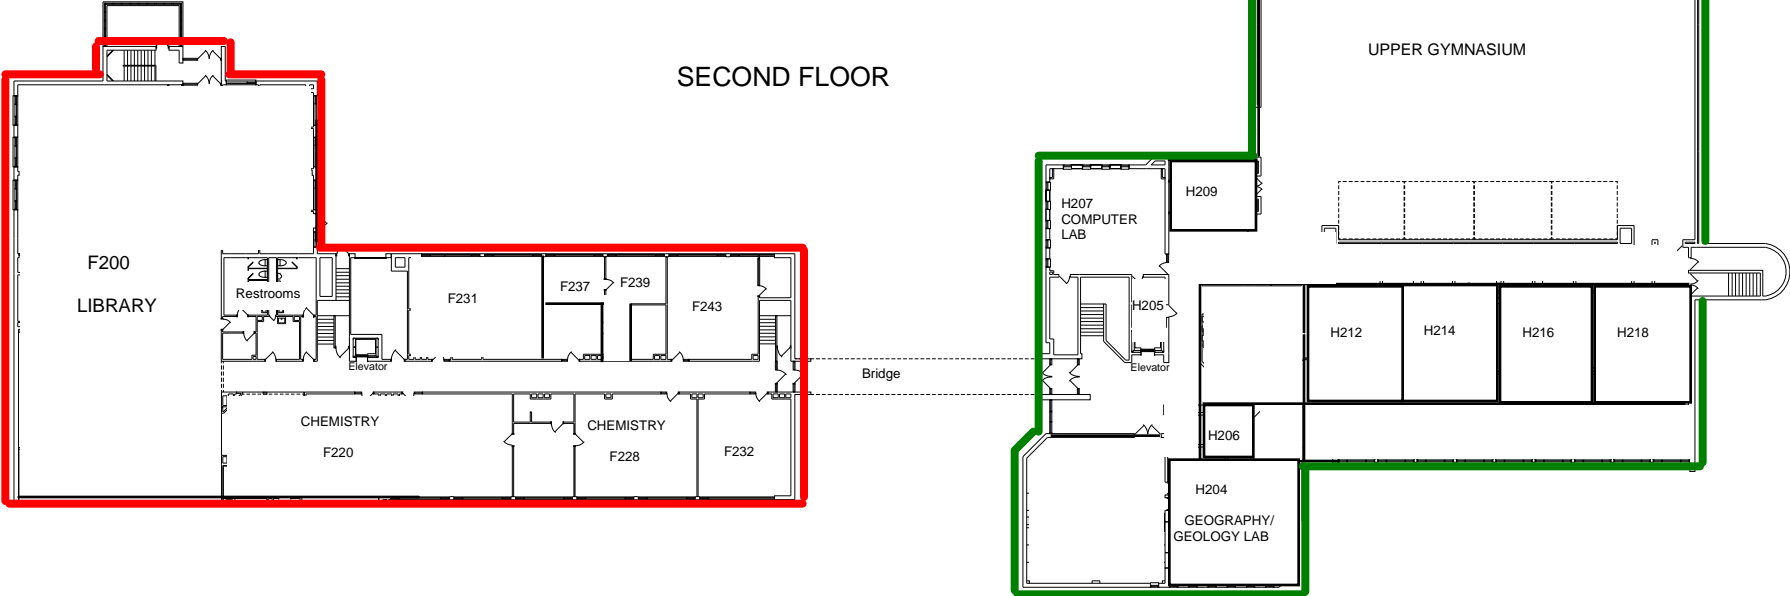 UPPER GYMNASIUM
SECOND FLOOR
H209
H207
COMPUTER
LAB
F200
LIBRARY
Restrooms
F231
F237
F239
F243
H205
H212
H214
H216
H218
Elevator
Bridge
Elevator
CHEMISTRY
F220
CHEMISTRY
F228
F232
H206
H204
GEOGRAPHY/
GEOLOGY LAB